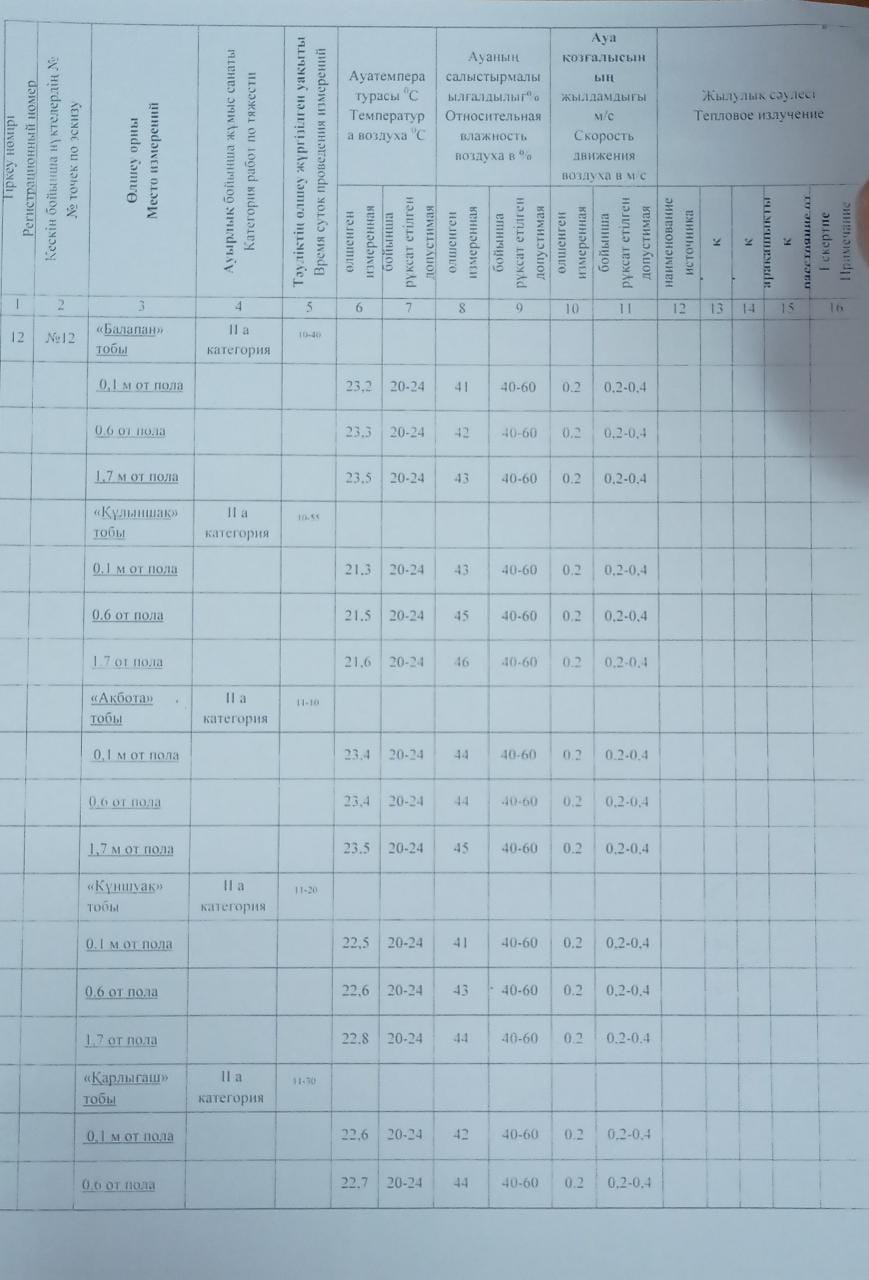 Тіркеу нөмірі
Регистрационный номер
Кескін бойынша нүктелердің №
№ точек по эскизу
Өлшеу орны
Место измерений
Ауырлық бойынша жұмыс санаты
Категория работ по тяжести
Тәуліктің өлшеу жүргізілген уақыты
Время суток проведения измерений
Ауатемпера
турасы ⁰С
Температур
а воздуха ⁰С
Ауаның
салыстырмалы
ылғалдылығ%
Относительная
влажность
воздуха в %
Ауа
қозғалысын
ың
жылдамдығы
м/с
Скорость
движения
воздуха в м/с
Жылулық сәулесі
Тепловое излучение
өлшенген
измеренная
бойынша
рұқсат етілген
допустимая
өлшенген
измеренная
бойынша
рұқсат етілген
допустимая
өлшенген
измеренная
бойынша
рұқсат етілген
допустимая
наименование
источника
к
к
арақашықты
к
расстояние от
Ескертпе
Примечание
1 2 3 4 5 6 7 8 9 10 11 12 13 14 15 16
12 №12 «Балапан» II а 10-40
тобы категория
0,1 м от пола 23,2 20-24 41 40-60 0.2 0,2-0,4
0.6 от пола 23,3 20-24 42 40-60 0.2 0,2-0,4
1,7 м от пола 23,5 20-24 43 40-60 0.2 0,2-0,4
«Құлыншақ» II а 10-55
тобы категория
0.1 м от пола 21,3 20-24 43 40-60 0.2 0,2-0,4
0.6 от пола 21,5 20-24 45 40-60 0.2 0,2-0,4
1.7 от пола 21,6 20-24 46 40-60 0.2 0,2-0,4
«Ақбота» II а 11-10
тобы категория
0,1 м от пола 23,4 20-24 44 40-60 0.2 0.2-0,4
0.6 от пола 23,4 20-24 44 40-60 0.2 0,2-0,4
1,7 м от пола 23,5 20-24 45 40-60 0.2 0,2-0,4
«Күншуақ» II а 11-20
тобы категория
0.1 м от пола 22,5 20-24 41 40-60 0.2 0,2-0,4
0.6 от пола 22,6 20-24 43 40-60 0.2 0,2-0,4
1.7 от пола 22.8 20-24 44 40-60 0.2 0,2-0.4
«Қарлығаш» II а 11-30
тобы категория
0,1 м от пола 22,6 20-24 42 40-60 0.2 0,2-0,4
0.6 от пола 22.7 20-24 44 40-60 0.2 0,2-0,4